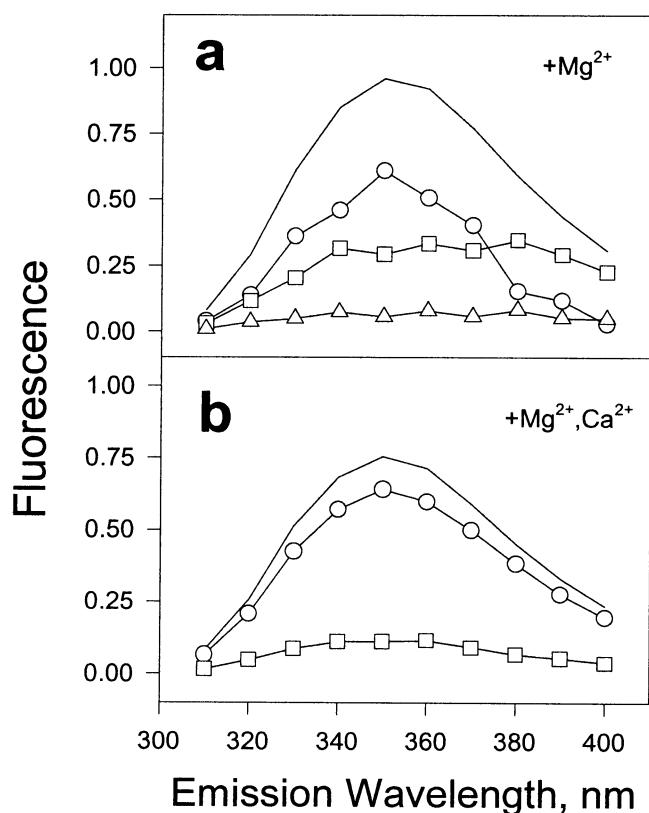 a
+Mg²⁺
1.00
0.75
0.50
0.25
0.00
b
+Mg²⁺,Ca²⁺
1.00
0.75
0.50
0.25
0.00
Fluorescence
300 320 340 360 380 400
Emission Wavelength, nm